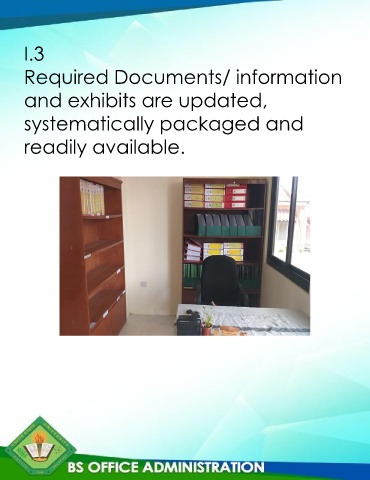 I.3
Required Documents/ information
and exhibits are updated,
systematically packaged and
readily available.
BS OFFICE ADMINISTRATION